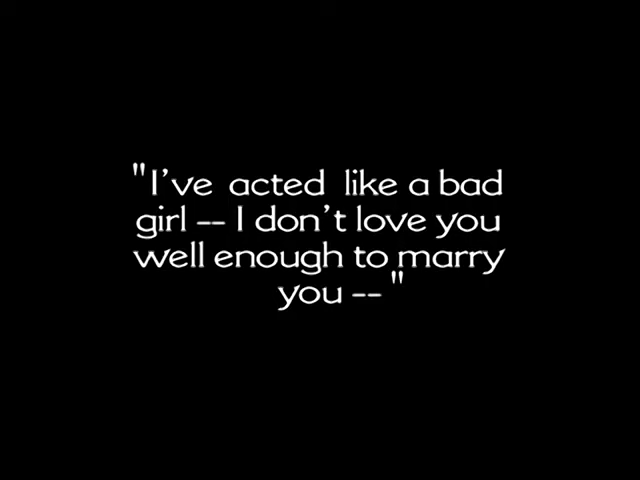 "I've acted like a bad
girl -- I don't love you
well enough to marry
you -- "